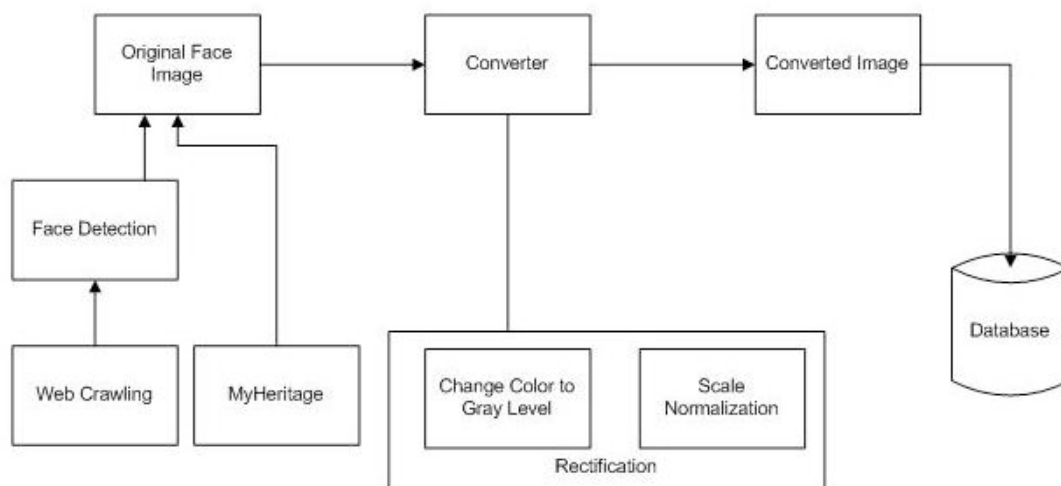 Original Face
Image
Converter
Converted Image
Face Detection
Database
Web Crawling
MyHeritage
Change Color to
Gray Level
Scale
Normalization
Rectification